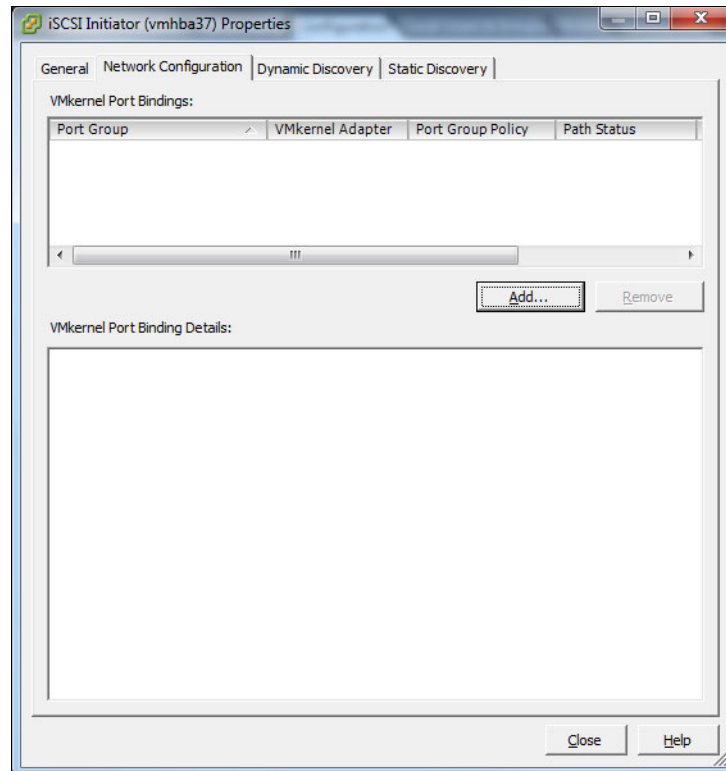 iSCSI Initiator (vmhba37) Properties
General Network Configuration Dynamic Discovery Static Discovery
VMkernel Port Bindings:
Port Group VMkernel Adapter Port Group Policy Path Status
Add... Remove
VMkernel Port Binding Details:
Close Help